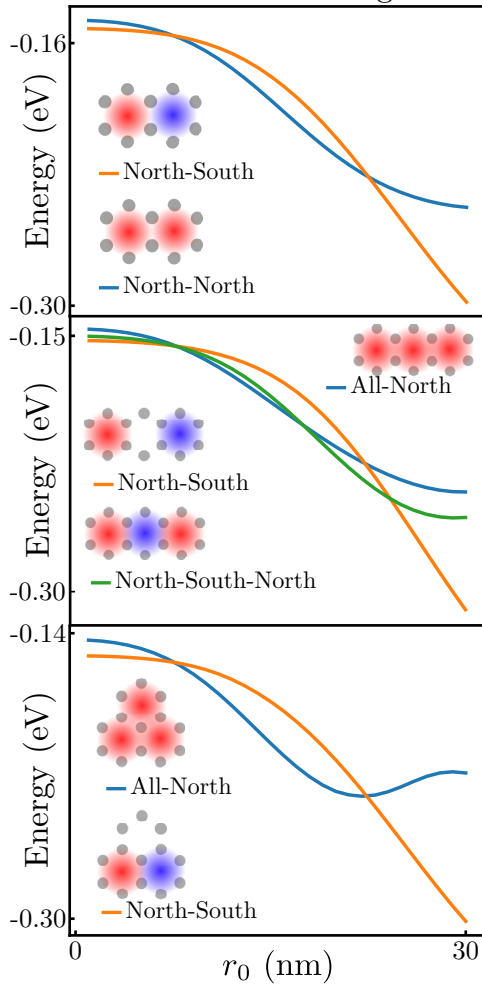 -0.16
Energy (eV)
North-South
North-North
-0.30
-0.15
All-North
Energy (eV)
North-South
North-South-North
-0.30
-0.14
Energy (eV)
All-North
North-South
-0.30
0
30
r₀ (nm)